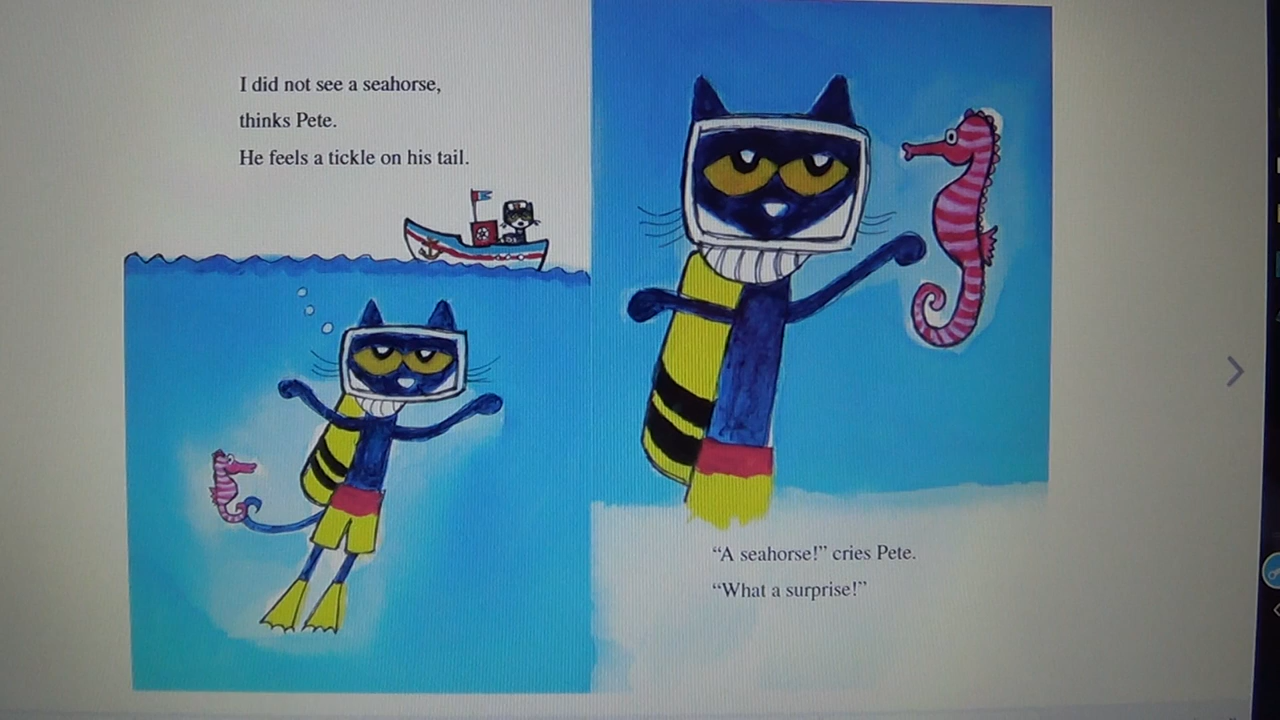 I did not see a seahorse,
thinks Pete.
He feels a tickle on his tail.
“A seahorse!” cries Pete.
“What a surprise!”